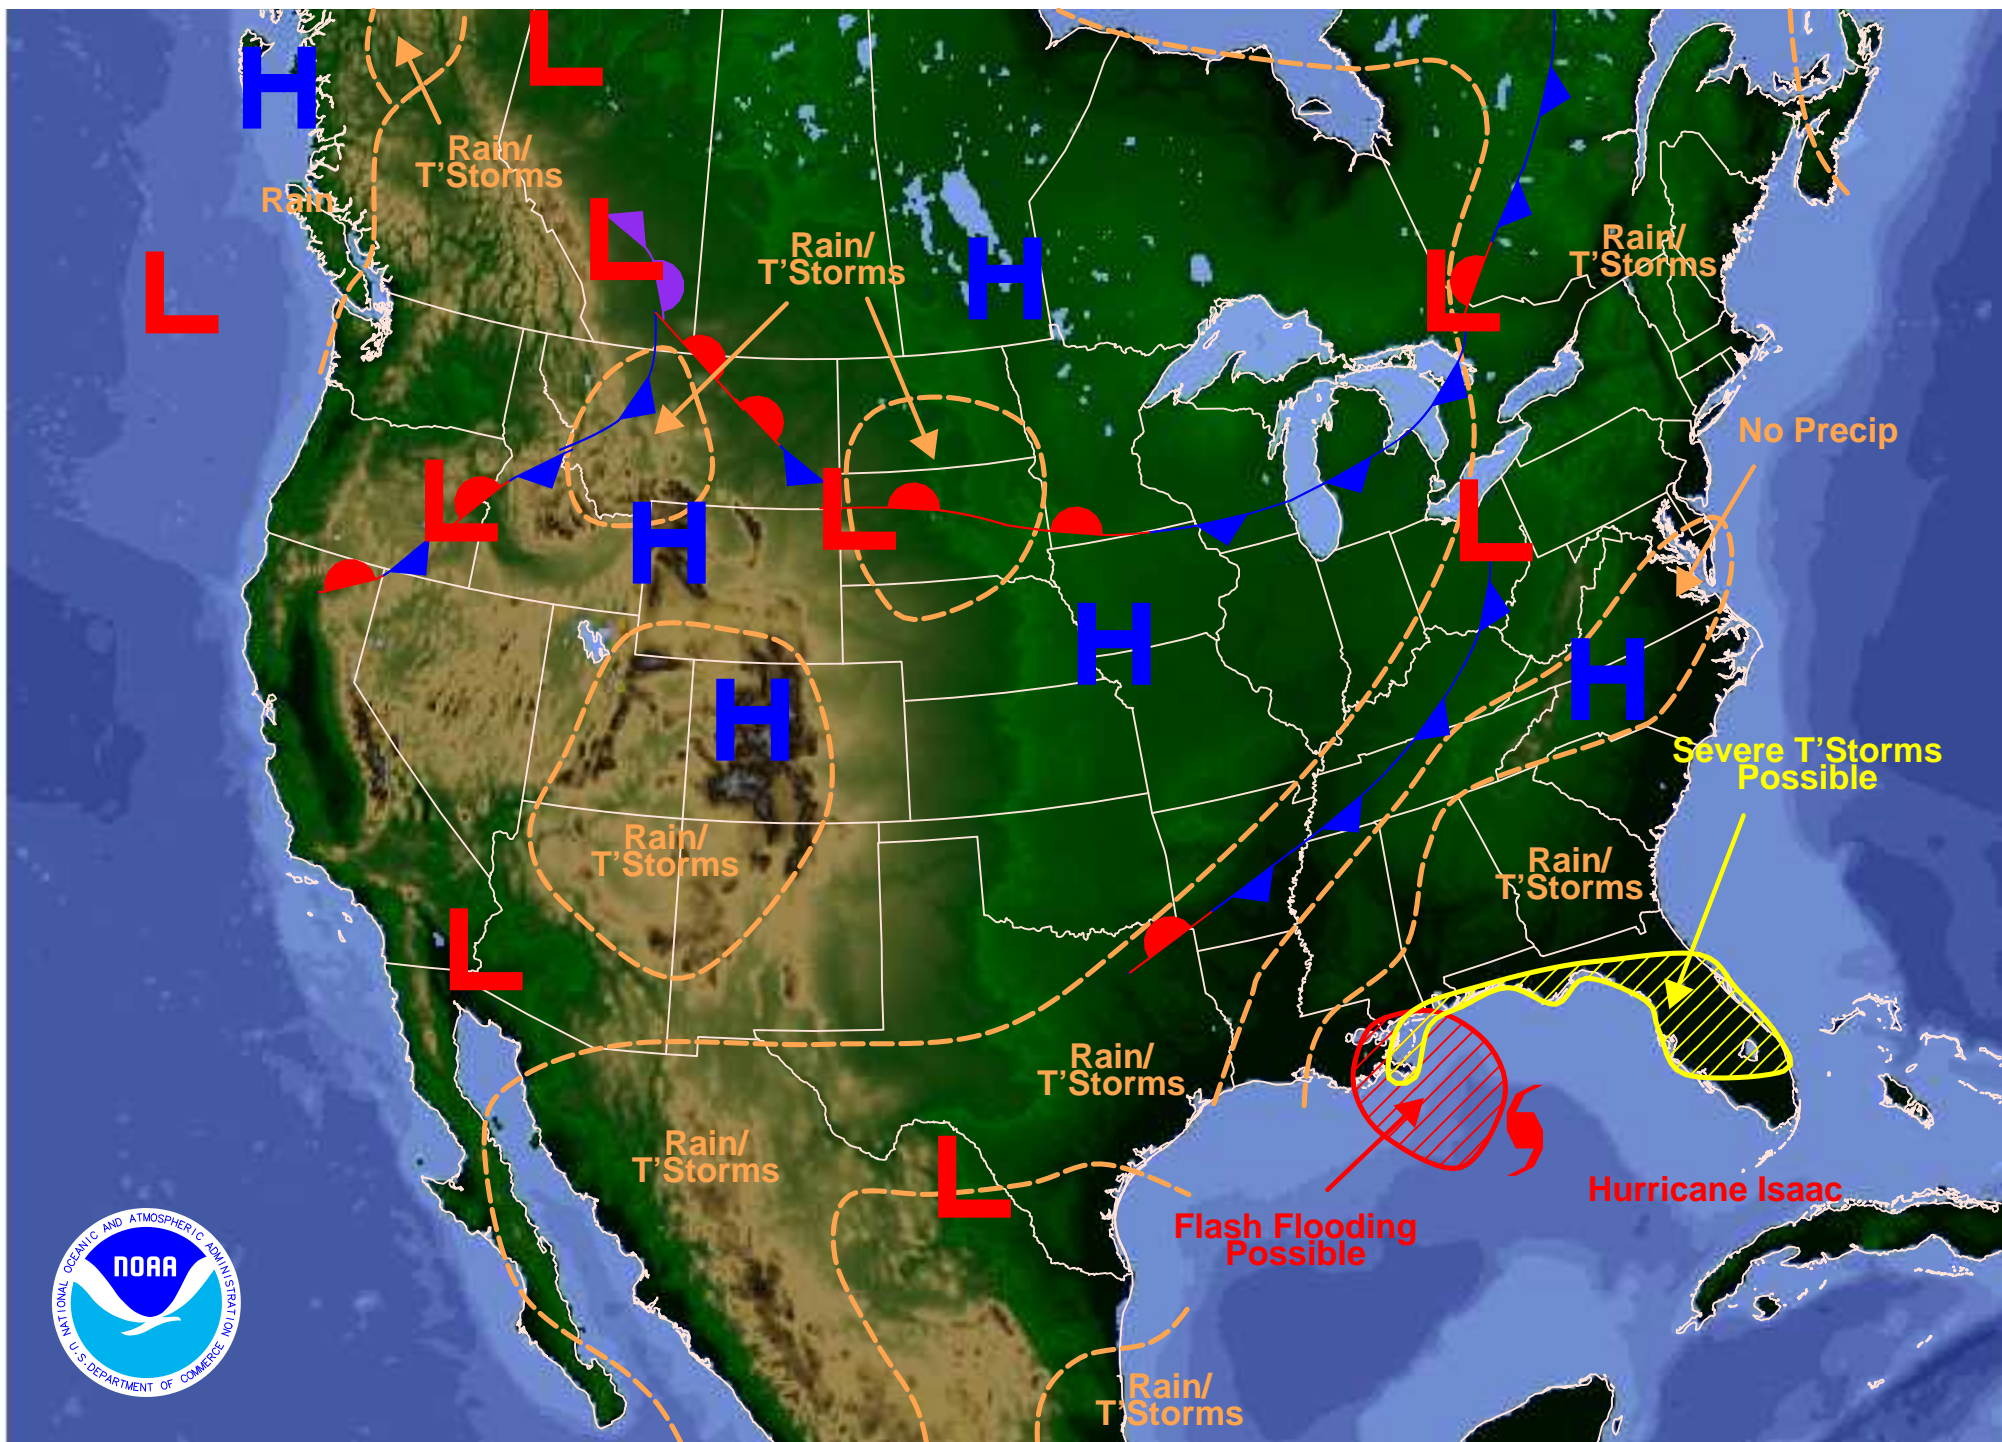 L
H
Rain/
T'Storms
Rain
L
L
Rain/
T'Storms
H
L
Rain/
T'Storms
No Precip
L
H
L
L
H
H
H
Severe T'Storms
Possible
Rain/
T'Storms
Rain/
T'Storms
L
Rain/
T'Storms
Rain/
T'Storms
L
Hurricane Isaac
Flash Flooding
Possible
NATIONAL OCEANIC AND ATMOSPHERIC ADMINISTRATION
NOAA
U.S. DEPARTMENT OF COMMERCE
Rain/
T'Storms